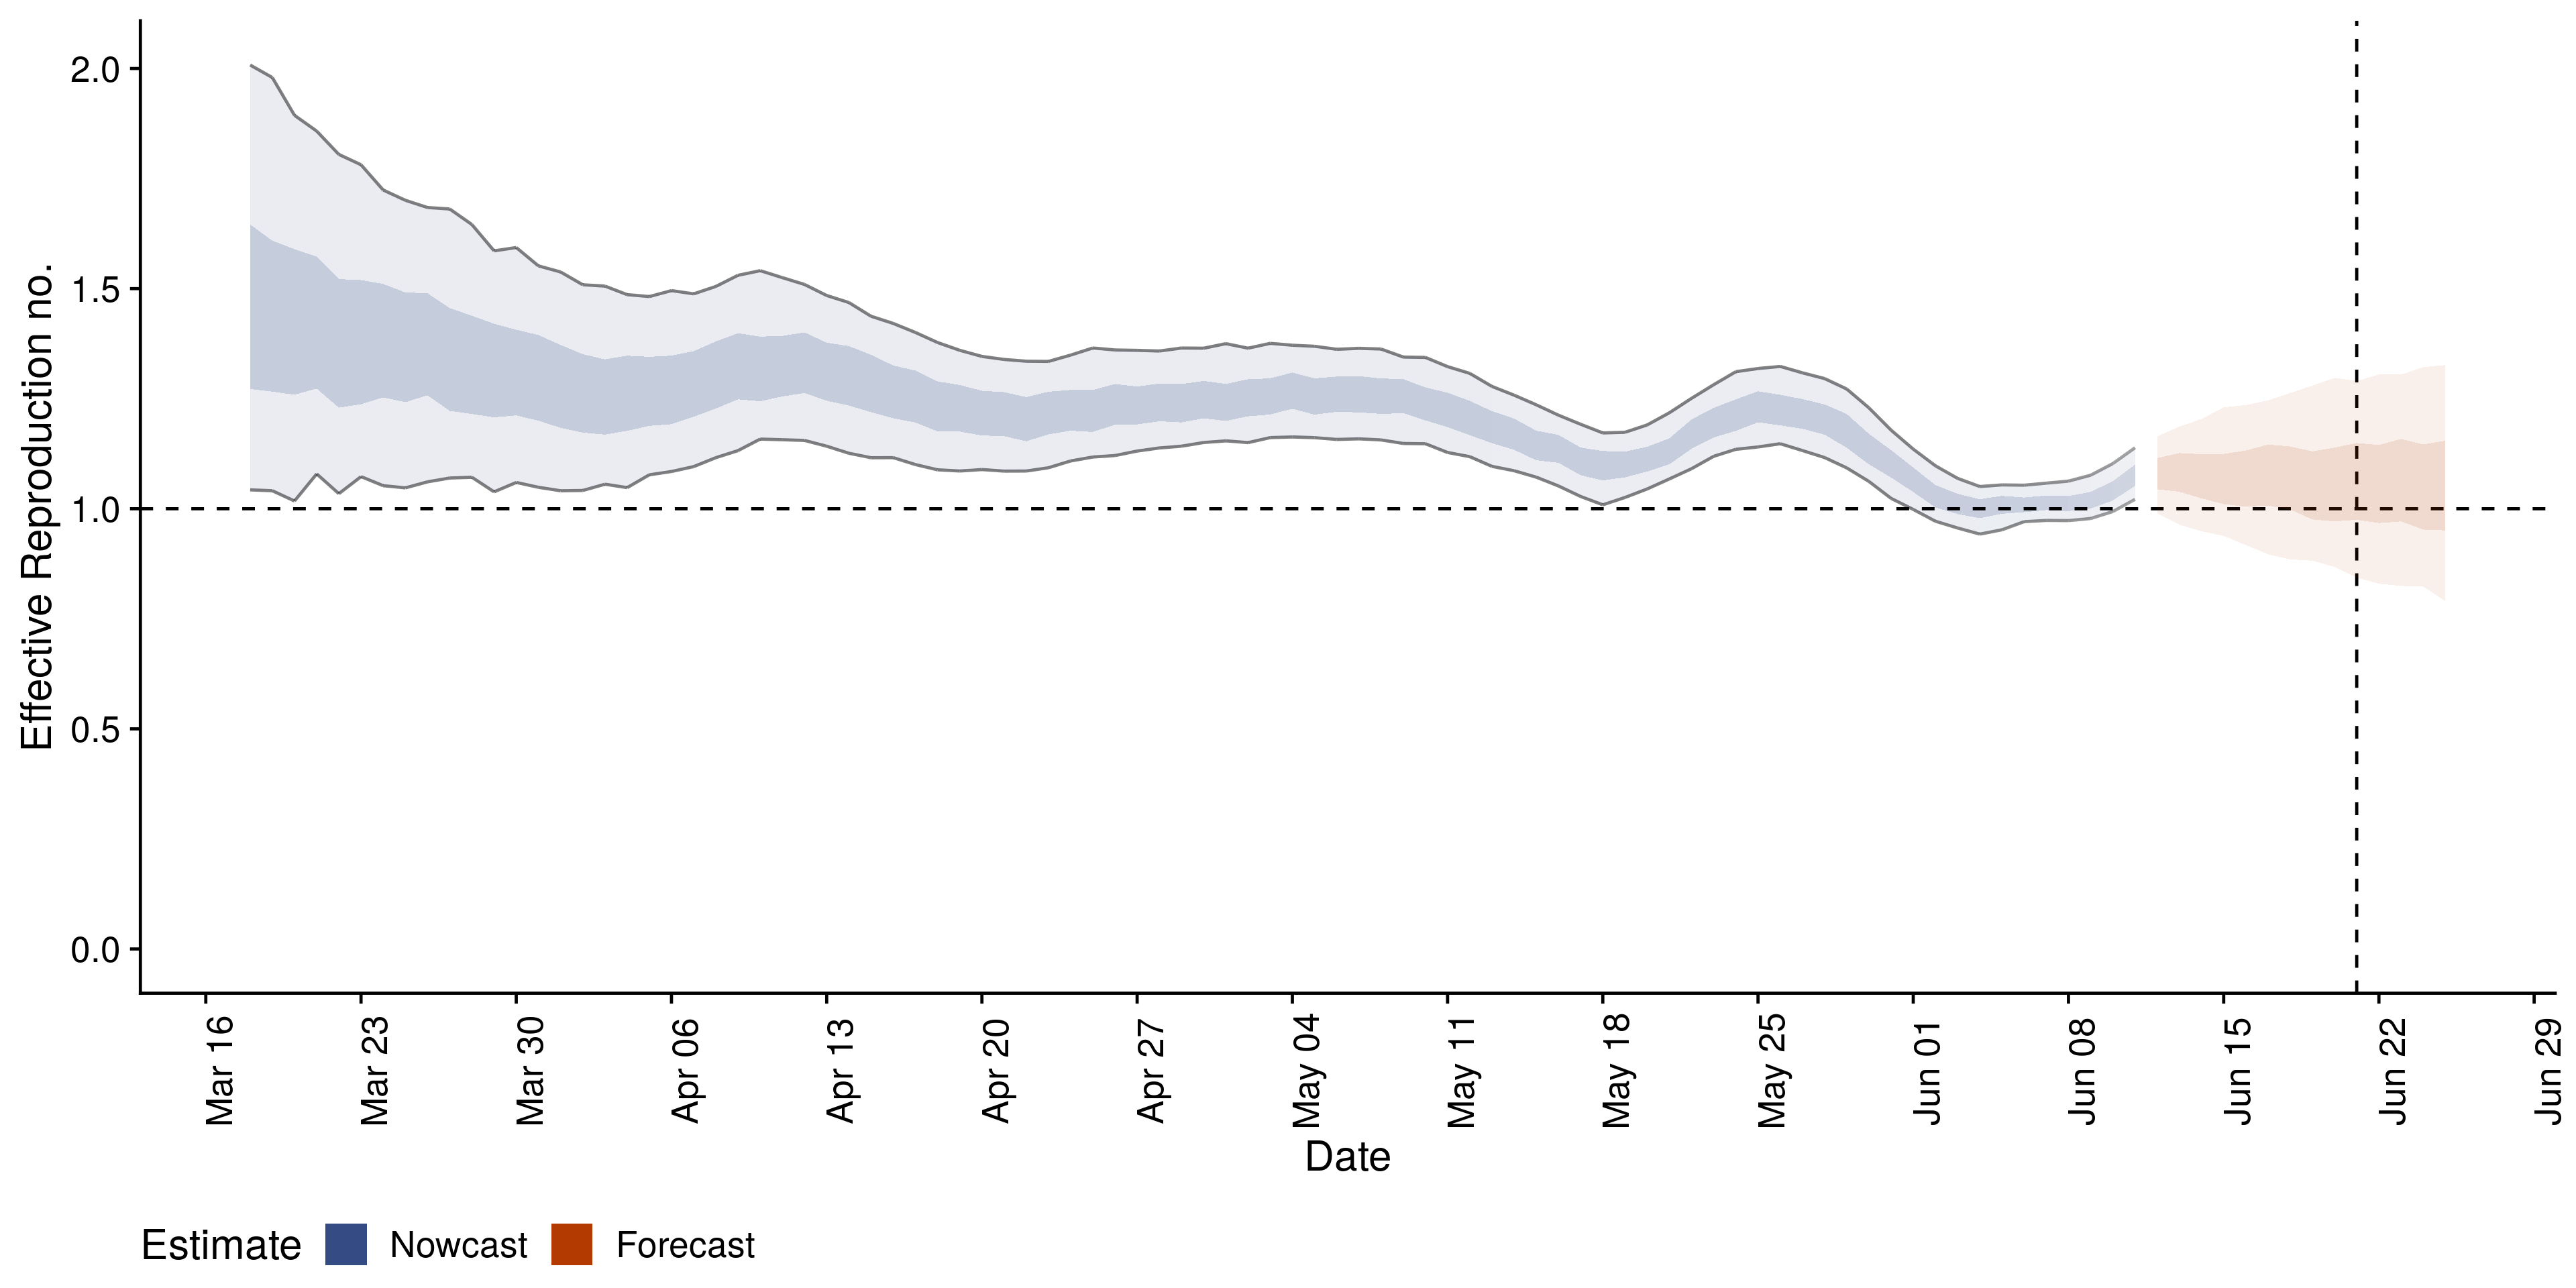 Effective Reproduction no.
2.0
1.5
1.0
0.5
0.0
Mar 16
Mar 23
Mar 30
Apr 06
Apr 13
Apr 20
Apr 27
May 04
May 11
May 18
May 25
Jun 01
Jun 08
Jun 15
Jun 22
Jun 29
Date
Estimate Nowcast Forecast